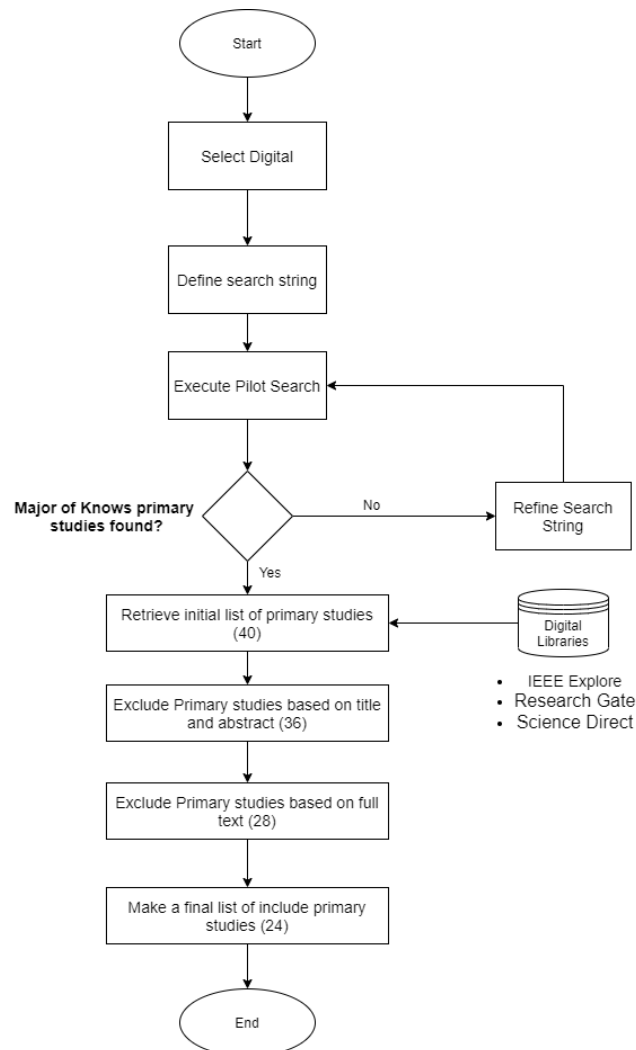 Start
Select Digital
Define search string
Execute Pilot Search
Major of Knows primary
studies found?
No
Refine Search
String
Yes
Retrieve initial list of primary studies
(40)
Digital
Libraries
• IEEE Explore
• Research Gate
• Science Direct
Exclude Primary studies based on title
and abstract (36)
Exclude Primary studies based on full
text (28)
Make a final list of include primary
studies (24)
End